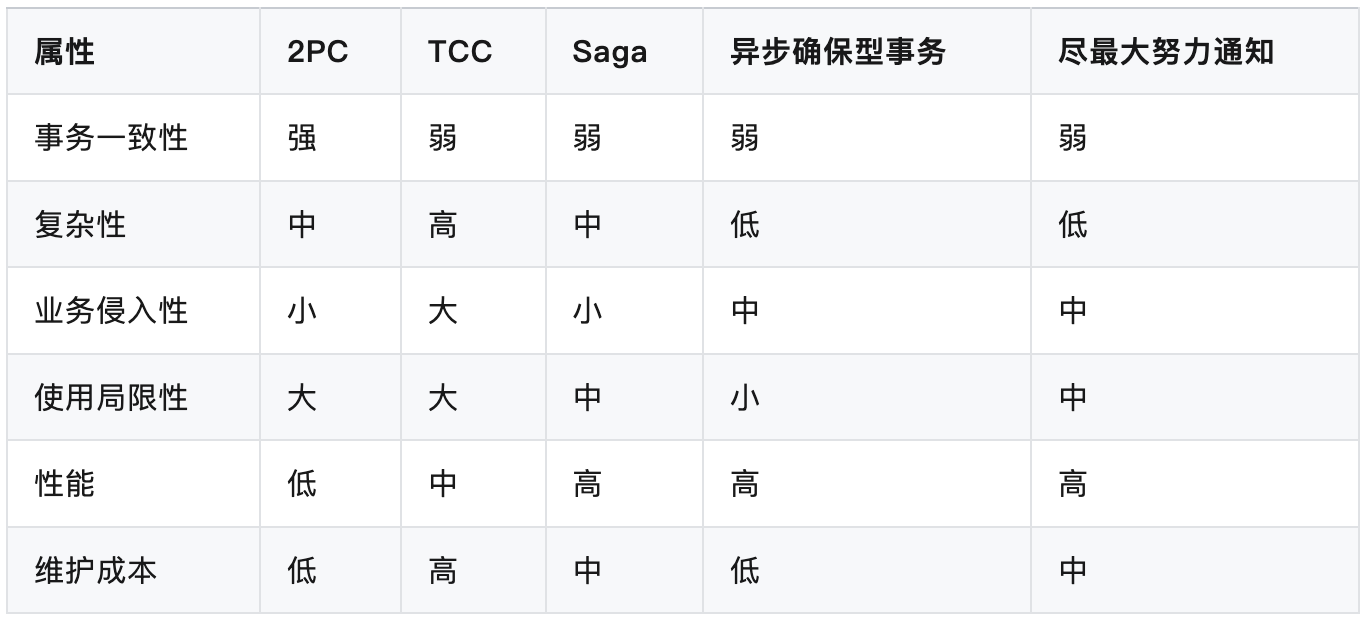 属性 2PC TCC Saga 异步确保型事务 尽最大努力通知
事务一致性 强 弱 弱 弱 弱
复杂性 中 高 中 低 低
业务侵入性 小 大 小 中 中
使用局限性 大 大 中 小 中
性能 低 中 高 高 高
维护成本 低 高 中 低 中